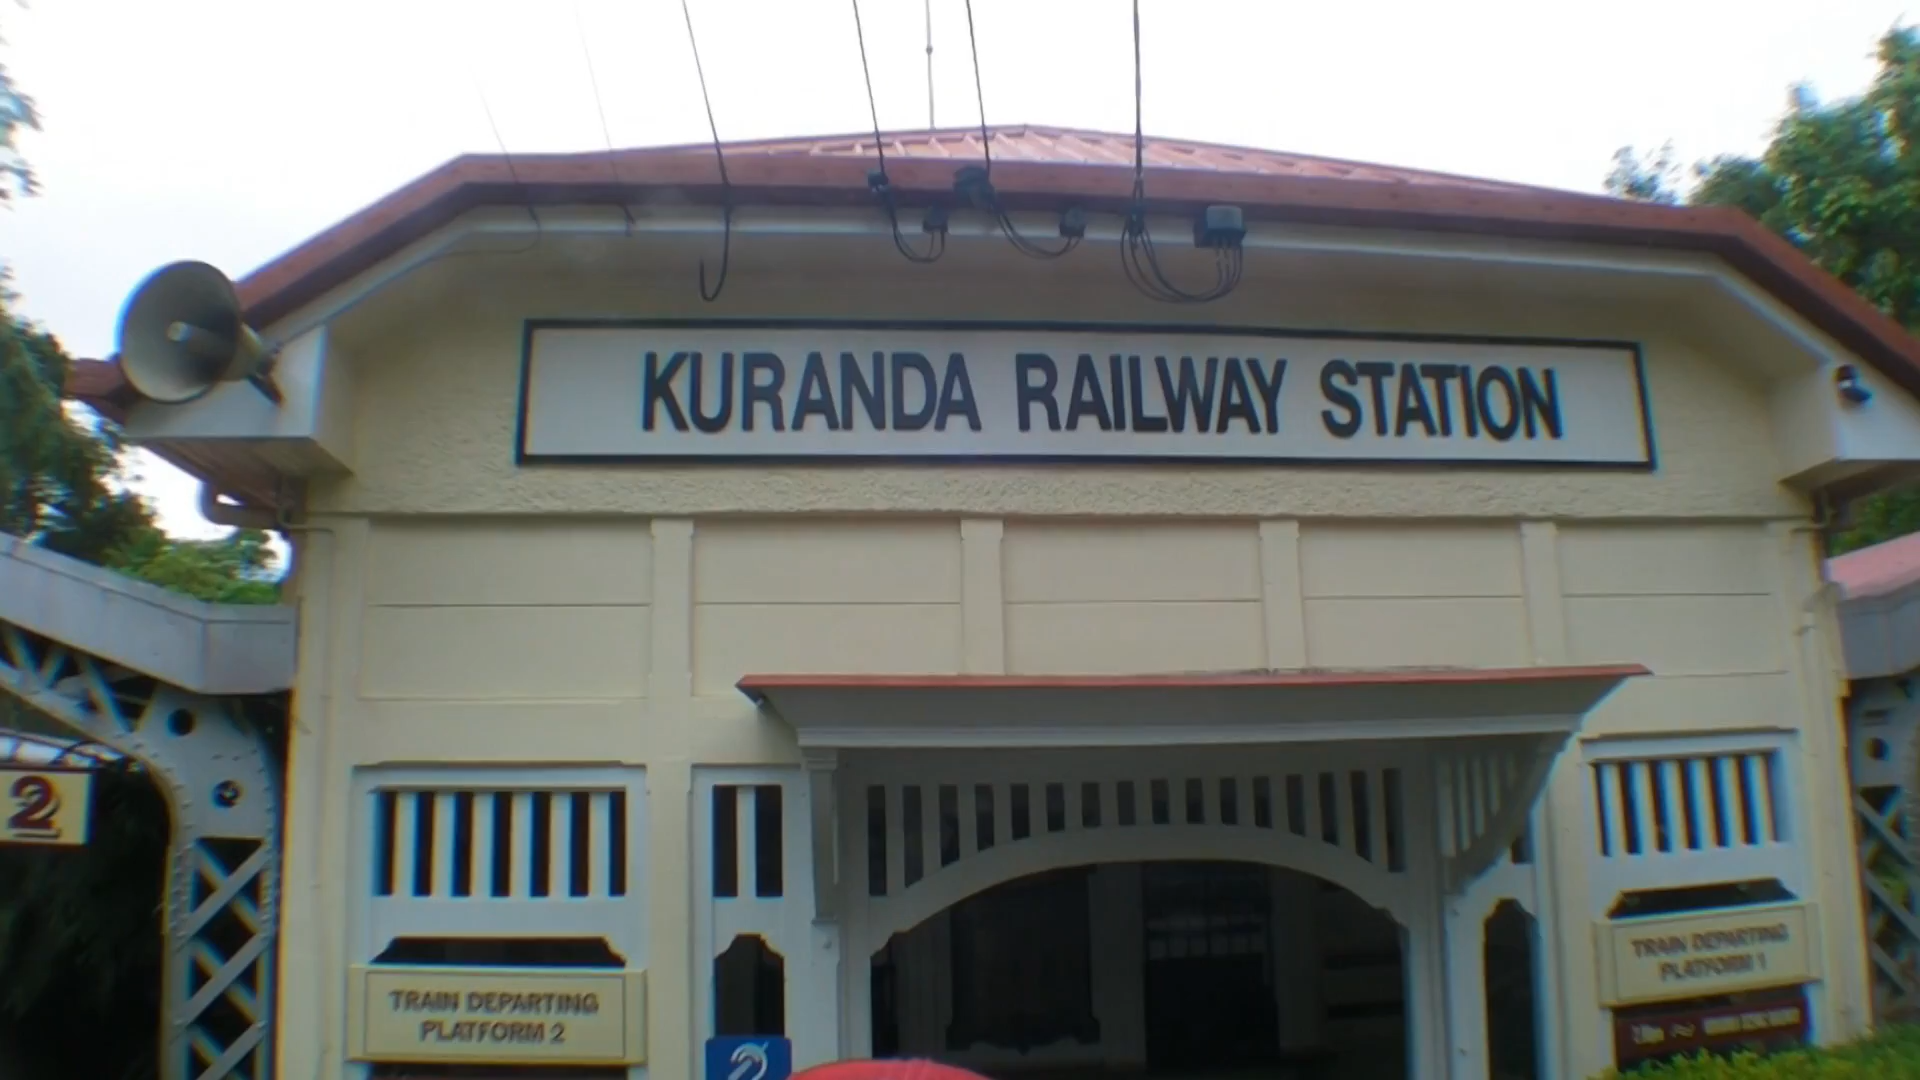 KURANDA RAILWAY STATION
2
TRAIN DEPARTING
PLATFORM 2
TRAIN DEPARTING
PLATFORM 1